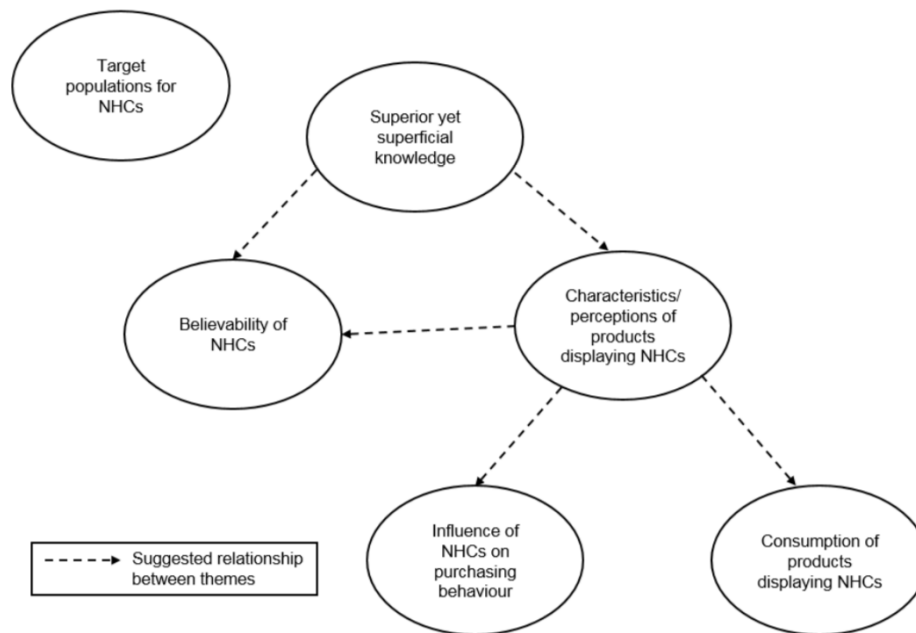 Target
populations for
NHCs
Superior yet
superficial
knowledge
Believability of
NHCs
Characteristics/
perceptions of
products
displaying NHCs
Influence of
NHCs on
purchasing
behaviour
Consumption of
products
displaying NHCs
Suggested relationship
between themes